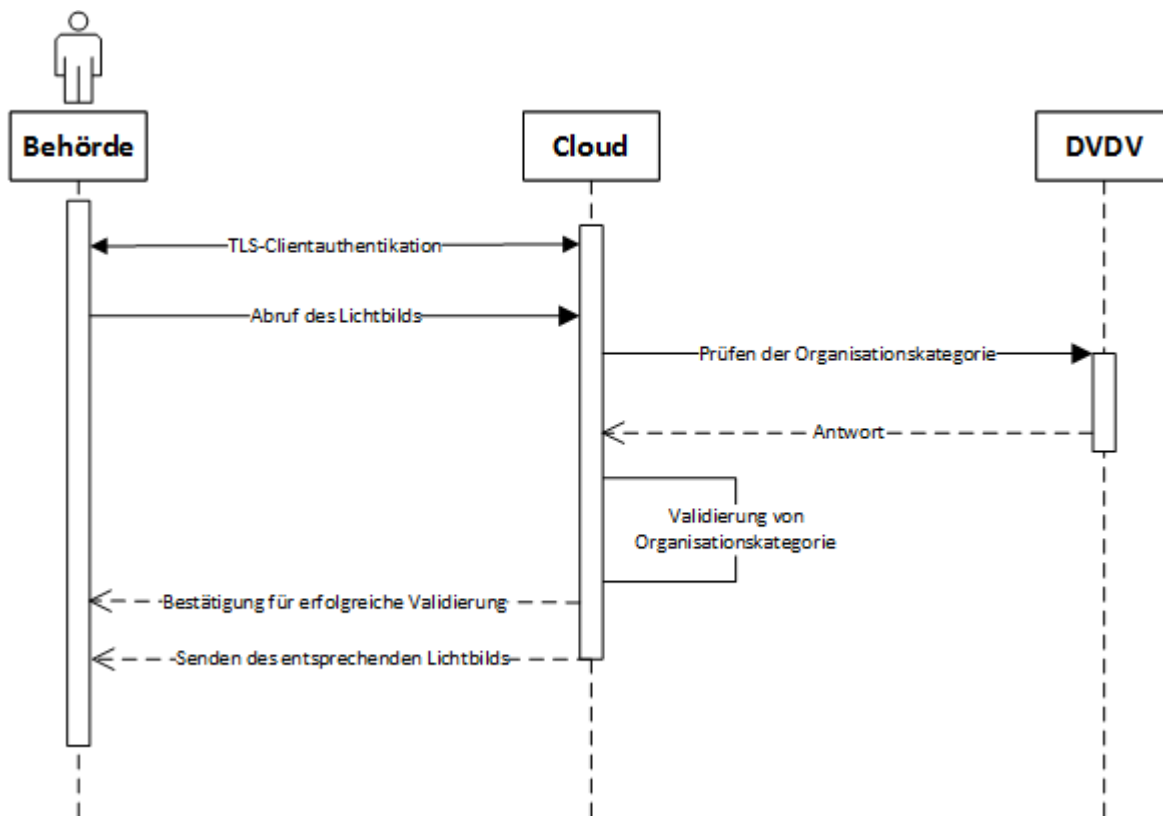 Behörde
Cloud
DVDV
TLS-Clientauthentikation
Abruf des Lichtbilds
Prüfen der Organisationskategorie
Antwort
Validierung von
Organisationskategorie
Bestätigung für erfolgreiche Validierung
Senden des entsprechenden Lichtbilds